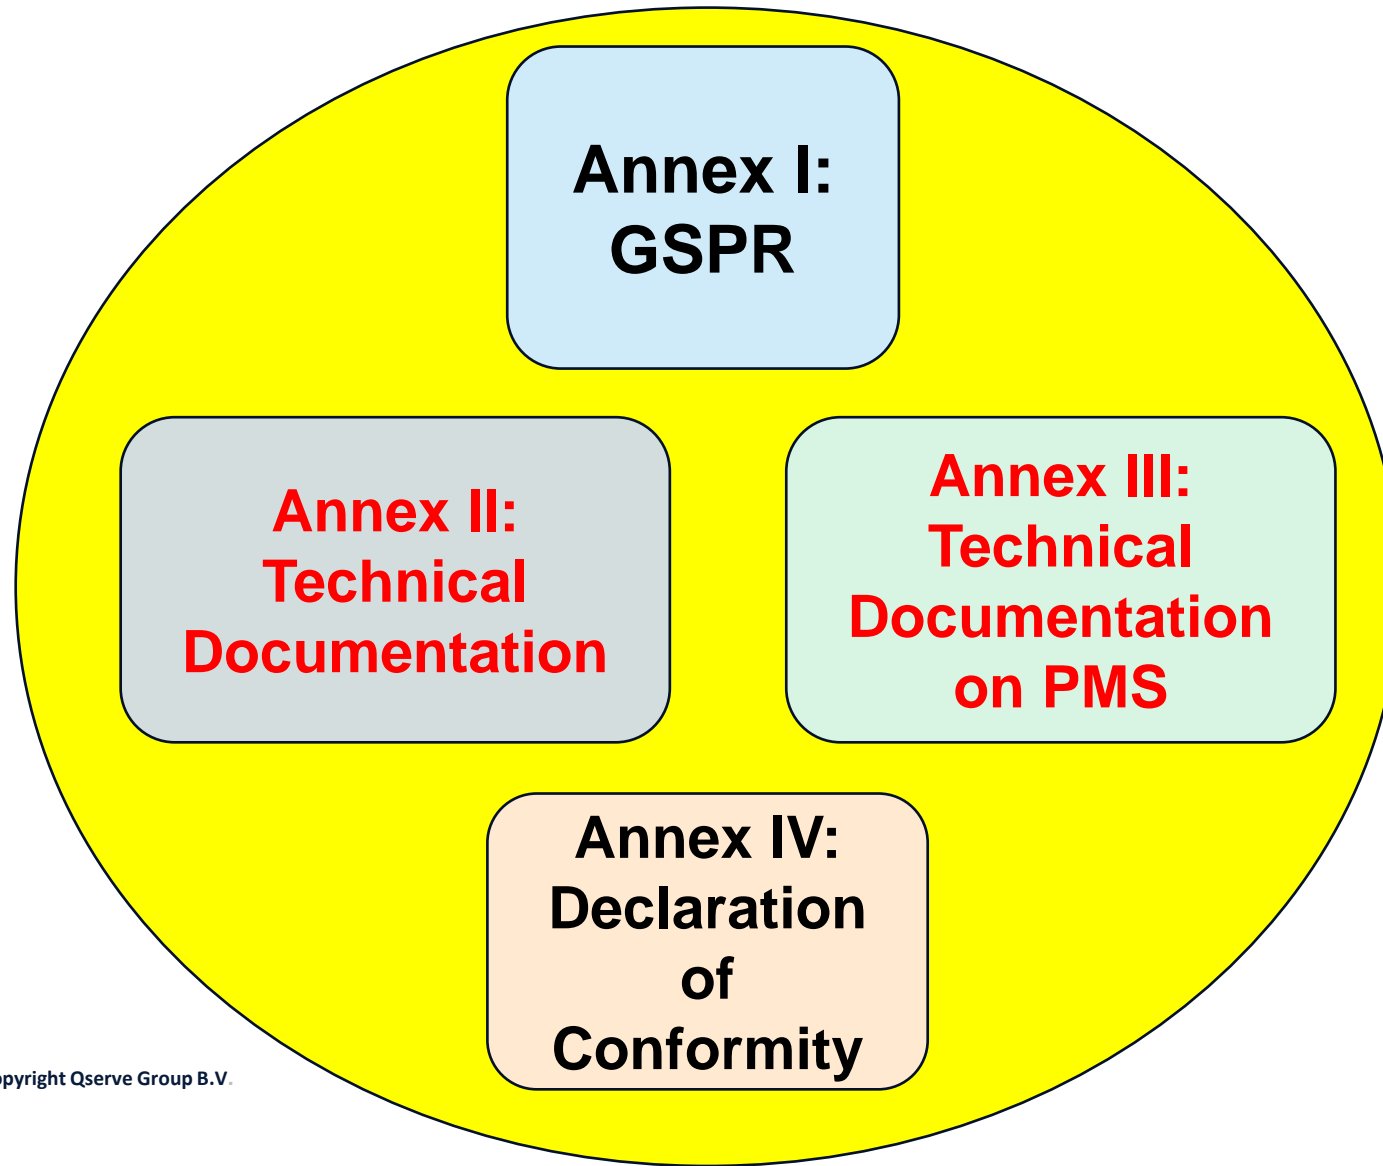 Annex I:
GSPR
Annex II:
Technical
Documentation
Annex III:
Technical
Documentation
on PMS
Annex IV:
Declaration
of
Conformity
opyright Qserve Group B.V.